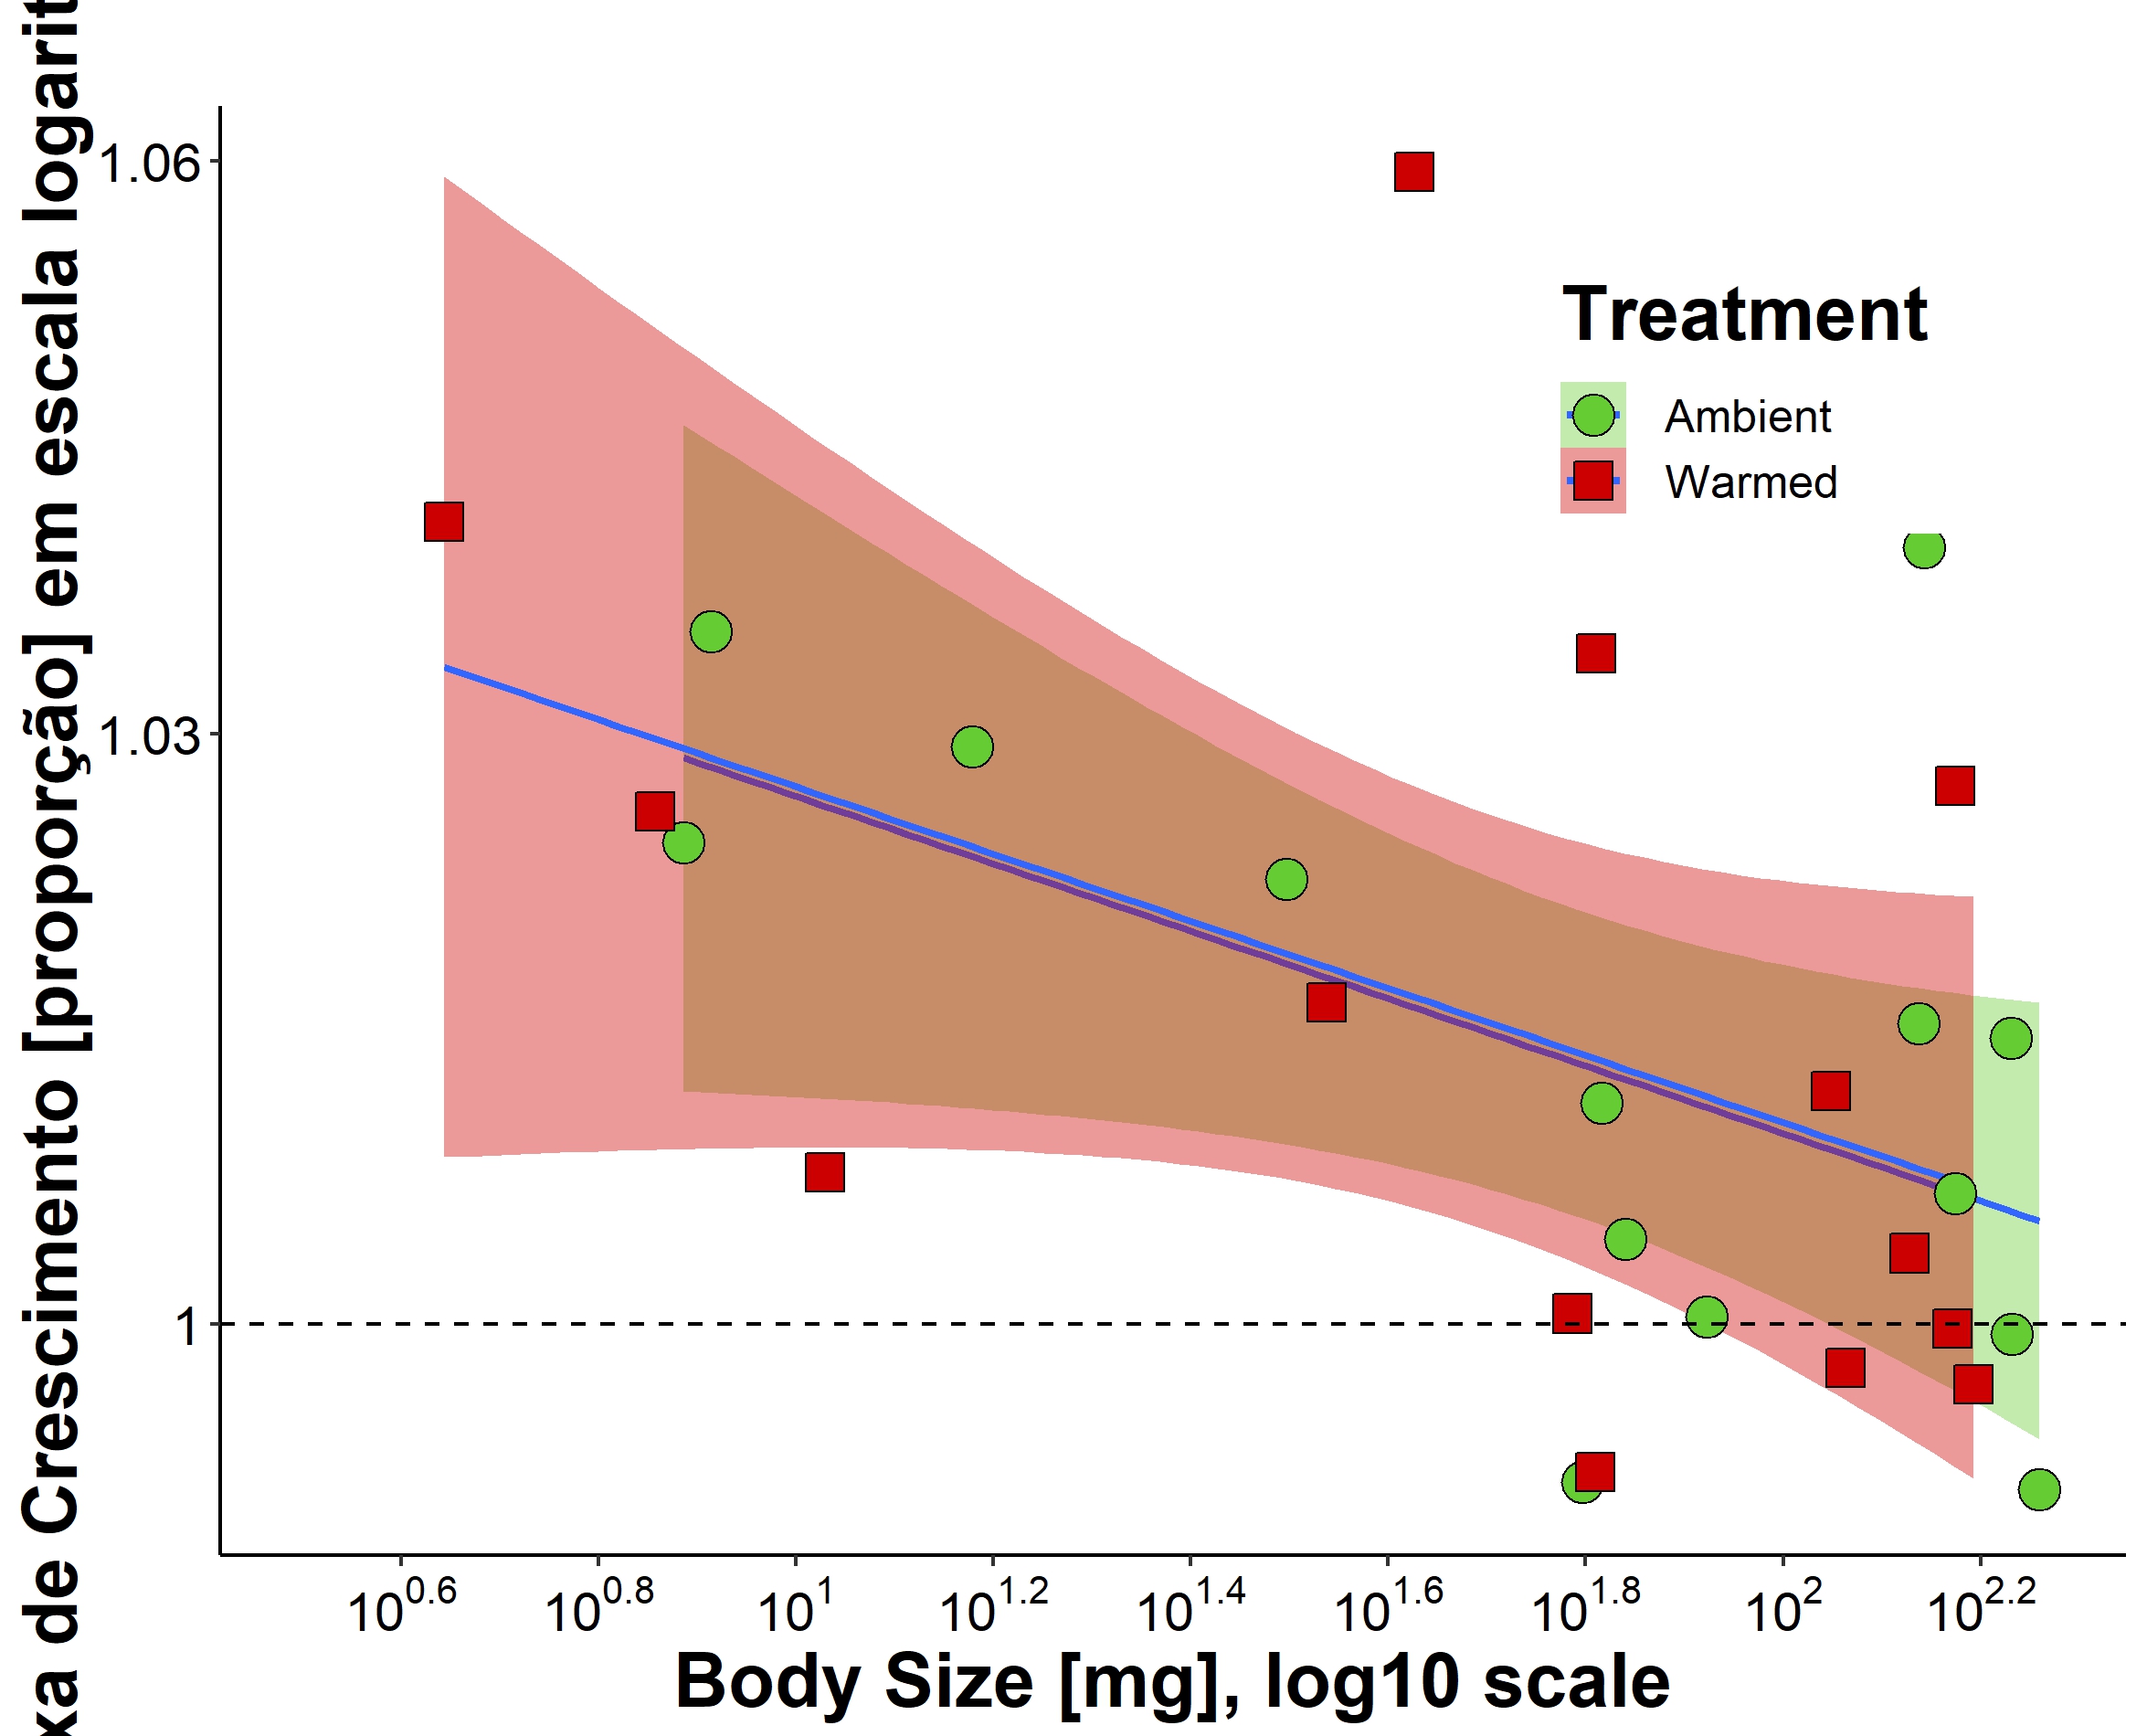 xa de Crescimento [proporção] em escala logarit
1.06
1.03
1
Treatment
Ambient
Warmed
10^0.6 10^0.8 10^1 10^1.2 10^1.4 10^1.6 10^1.8 10^2 10^2.2
Body Size [mg], log10 scale